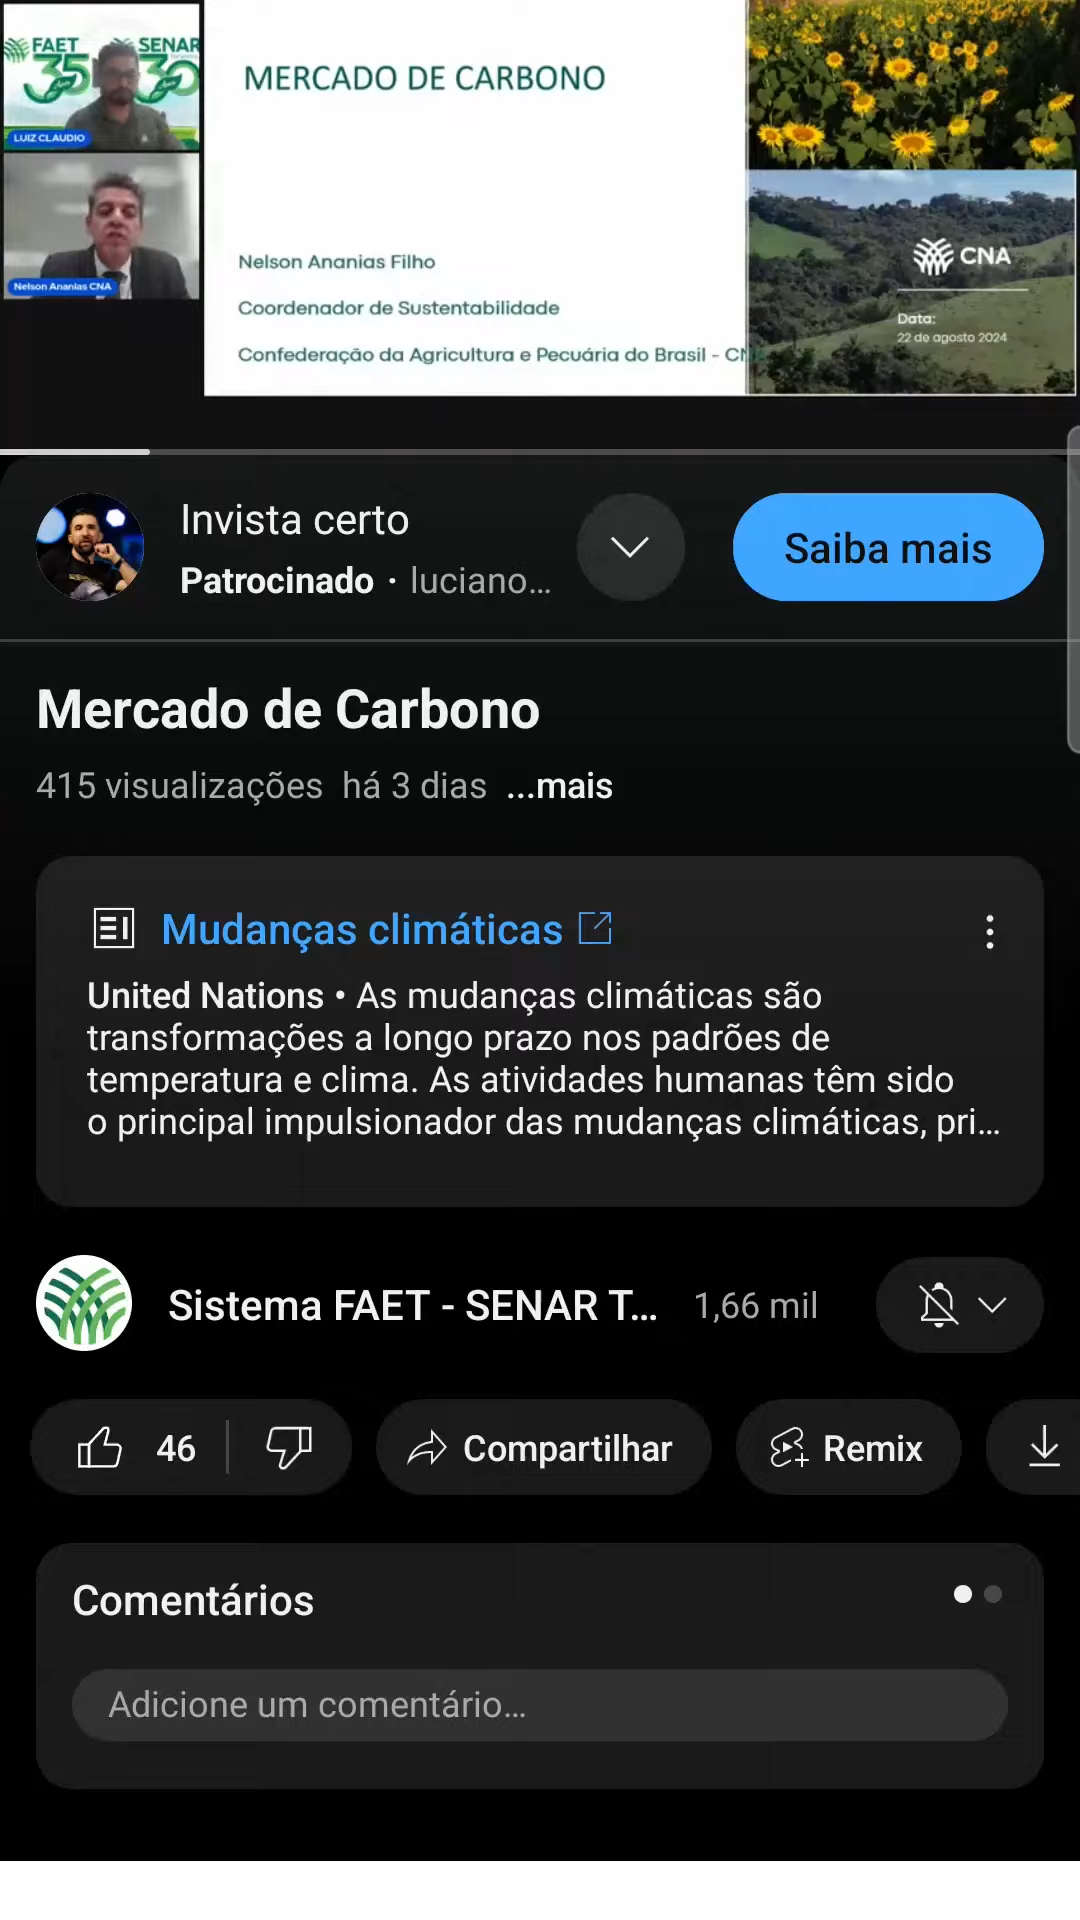 FAET
SENAR
35
30
LUIZ CLAUDIO
Nelson Ananias CNA
MERCADO DE CARBONO
Nelson Ananias Filho
Coordenador de Sustentabilidade
Confederação da Agricultura e Pecuária do Brasil - CN
CNA
Data:
22 de agosto 2024
Invista certo
Patrocinado · luciano...
Saiba mais
Mercado de Carbono
415 visualizações há 3 dias ...mais
Mudanças climáticas
United Nations • As mudanças climáticas são
transformações a longo prazo nos padrões de
temperatura e clima. As atividades humanas têm sido
o principal impulsionador das mudanças climáticas, pri...
Sistema FAET - SENAR T... 1,66 mil
46
Compartilhar
Remix
Comentários
Adicione um comentário...